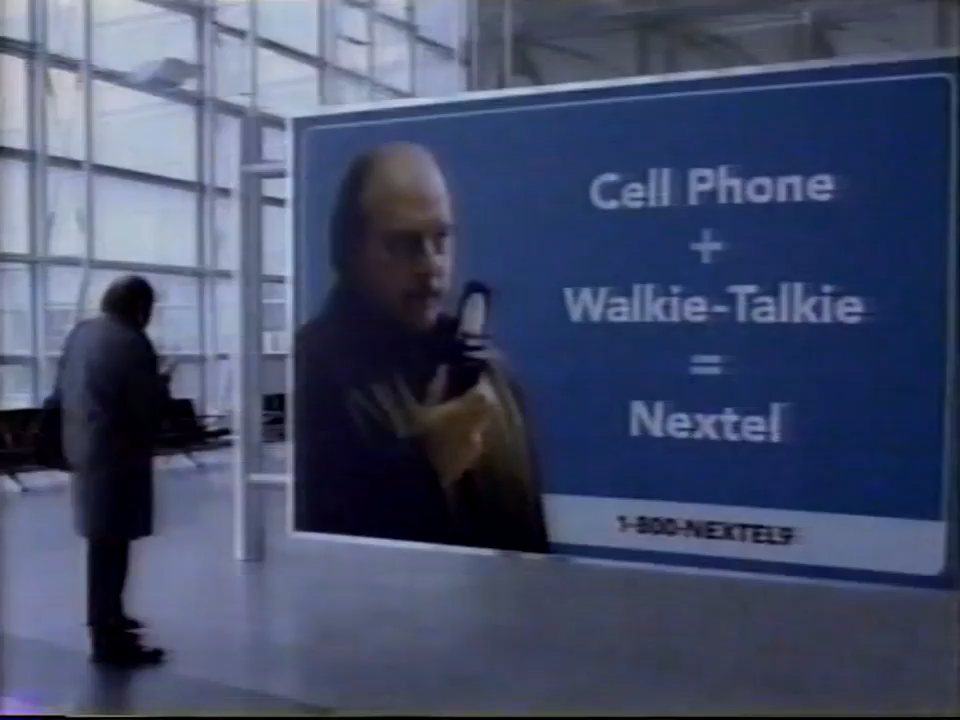 Cell Phone
+
Walkie-Talkie
=
Nextel
1-800-NEXTEL9